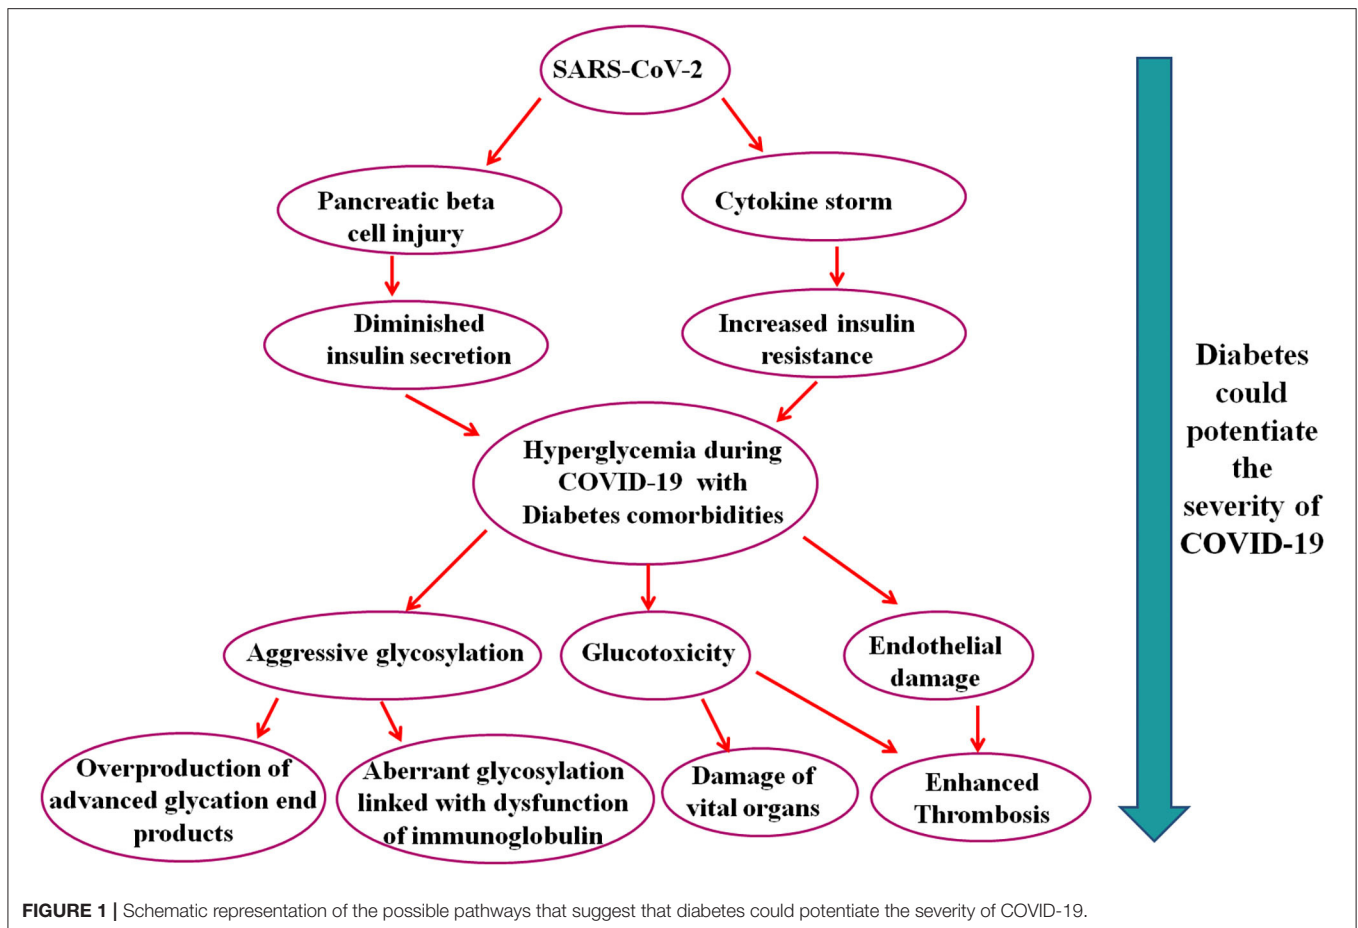 SARS-CoV-2
Pancreatic beta
cell injury
Cytokine storm
Diminished
insulin secretion
Increased insulin
resistance
Hyperglycemia during
COVID-19 with
Diabetes comorbidities
Aggressive glycosylation
Glucotoxicity
Endothelial
damage
Overproduction of
advanced glycation end
products
Aberrant glycosylation
linked with dysfunction
of immunoglobulin
Damage of
vital organs
Enhanced
Thrombosis
Diabetes
could
potentiate
the
severity of
COVID-19
FIGURE 1 | Schematic representation of the possible pathways that suggest that diabetes could potentiate the severity of COVID-19.